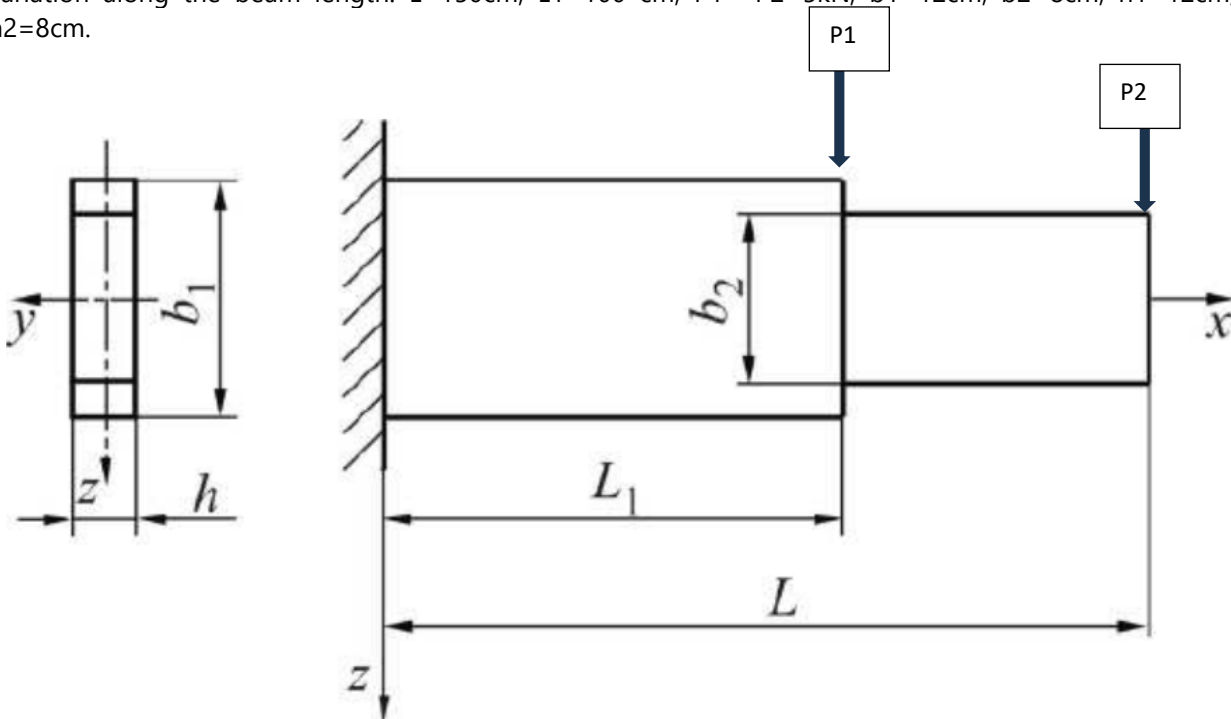 variation along the beam length. L=150cm, L1=100 cm, P1 = P2=5kN, b1=12cm, b2=8cm, h1=12cm,
h2=8cm.
P1
P2
b1
b2
y
x
z
h
L1
L
z